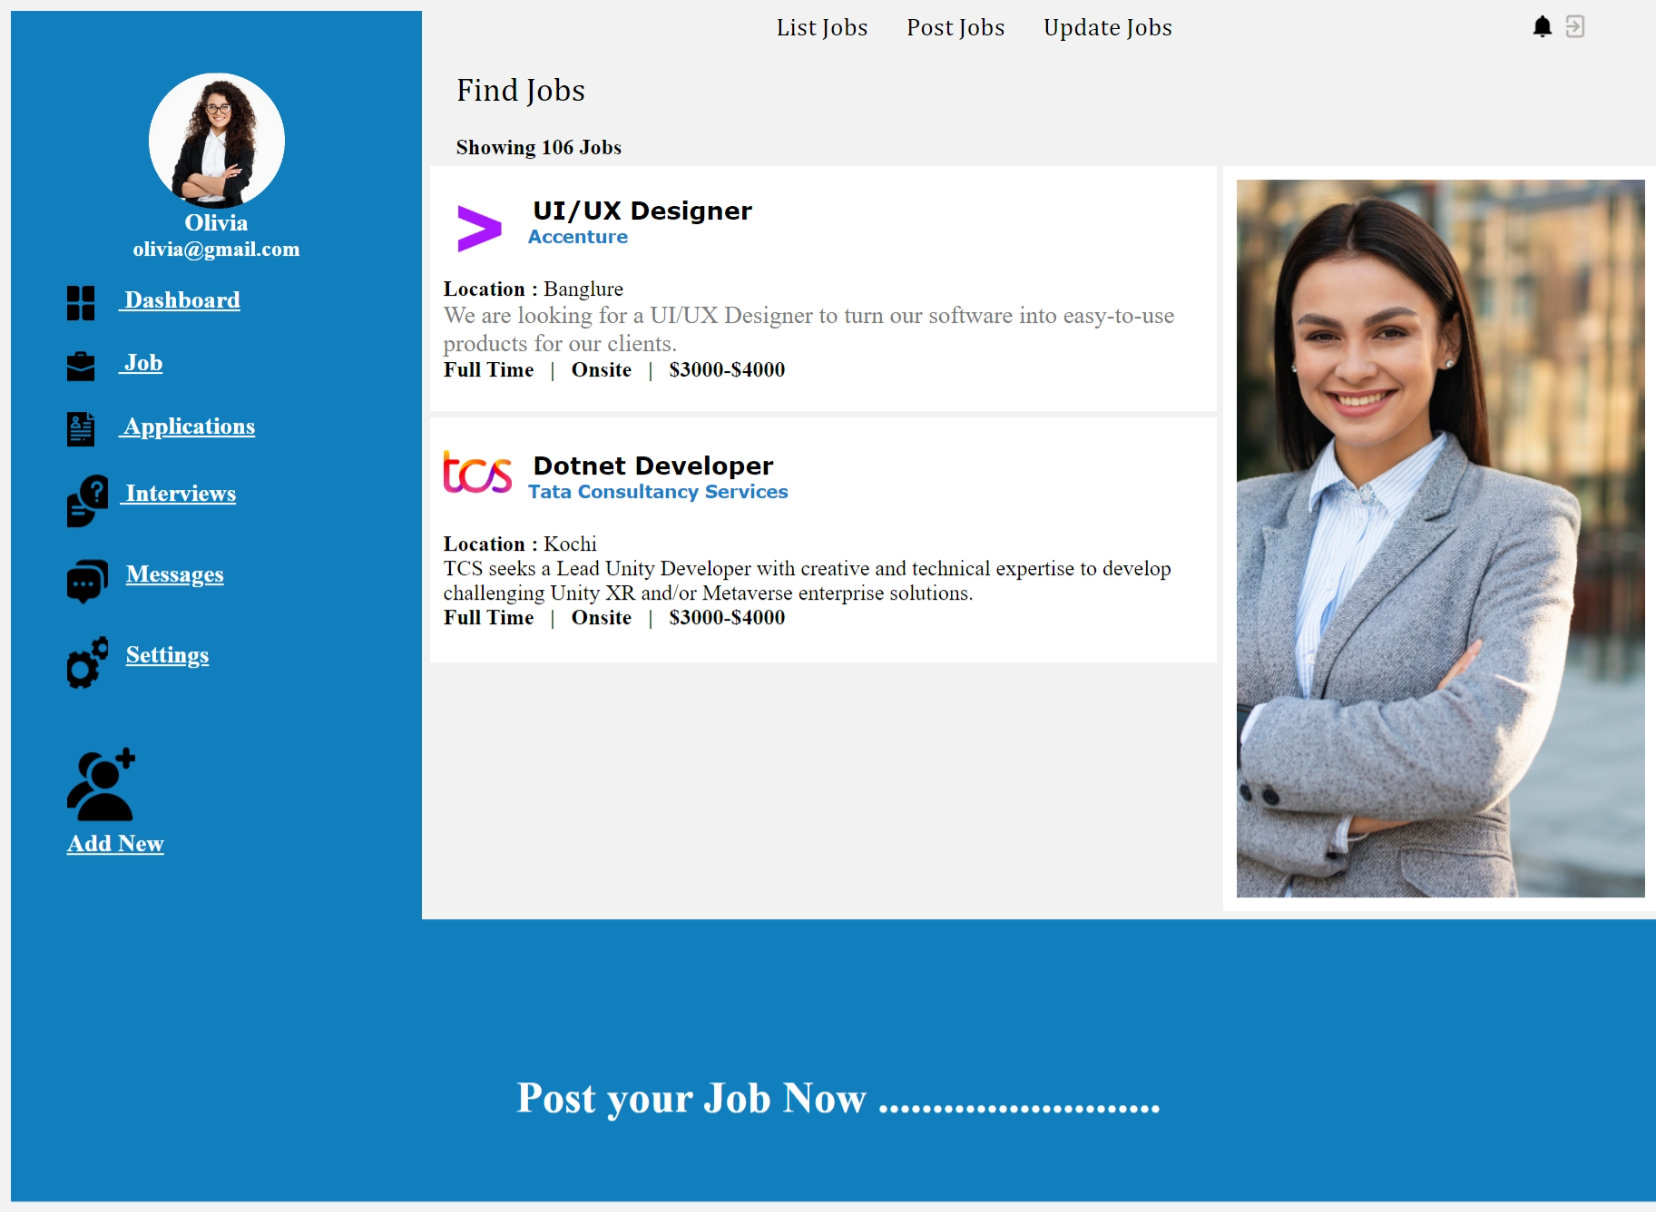 List Jobs Post Jobs Update Jobs
Olivia
olivia@gmail.com
Dashboard
Job
Applications
Interviews
Messages
Settings
Add New
Find Jobs
Showing 106 Jobs
UI/UX Designer
Accenture
Location : Banglure
We are looking for a UI/UX Designer to turn our software into easy-to-use
products for our clients.
Full Time | Onsite | $3000-$4000
tcs
Dotnet Developer
Tata Consultancy Services
Location : Kochi
TCS seeks a Lead Unity Developer with creative and technical expertise to develop
challenging Unity XR and/or Metaverse enterprise solutions.
Full Time | Onsite | $3000-$4000
Post your Job Now ..........................